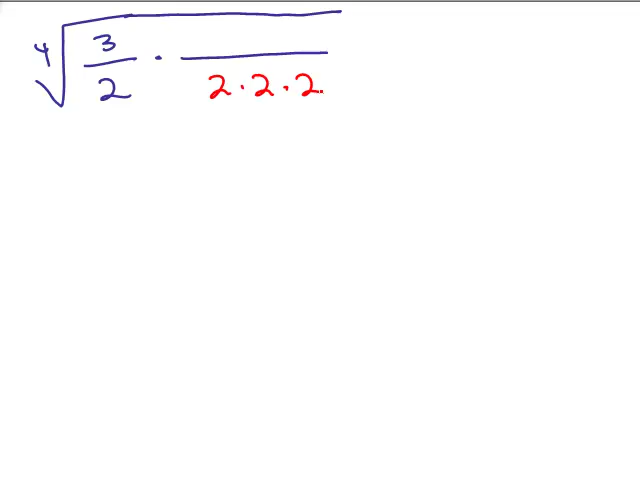 ⁴√(3/2 · /(2 · 2 · 2))